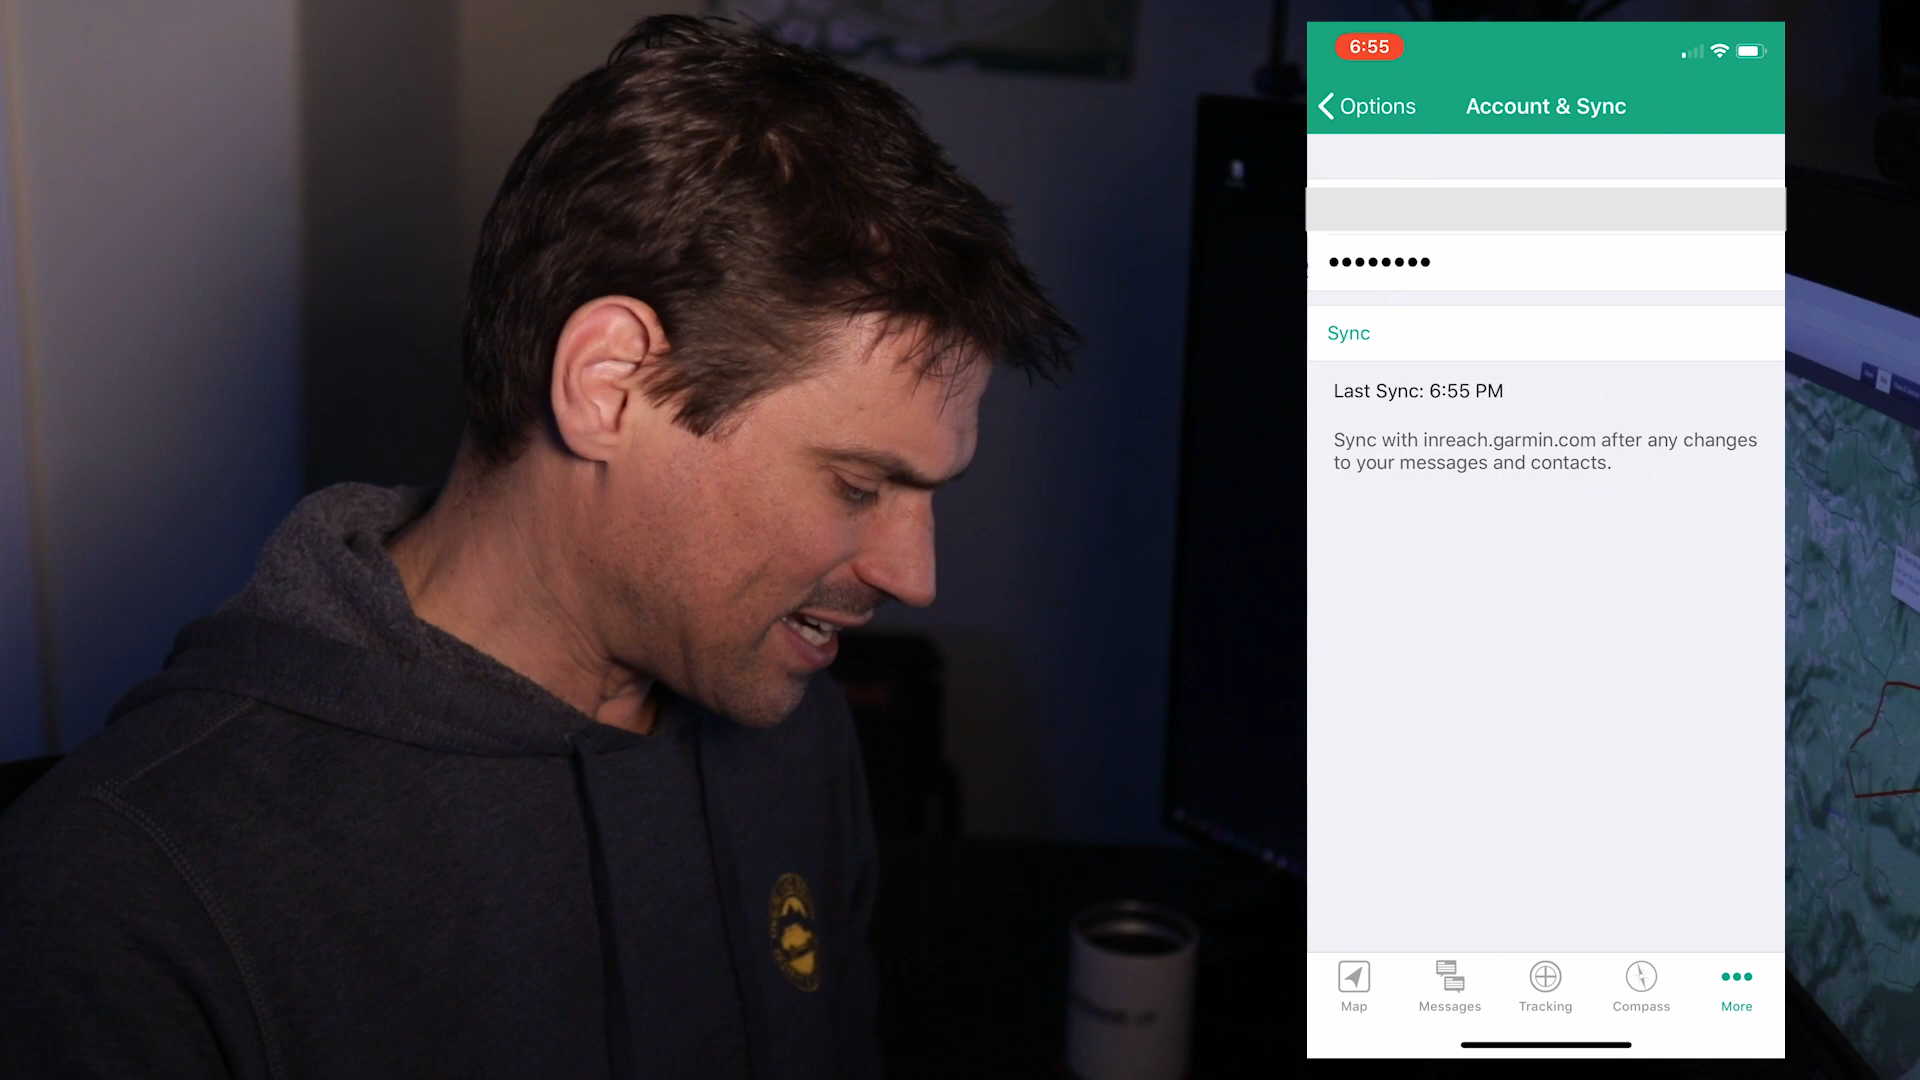 6:55
Options
Account & Sync
••••••••
Sync
Last Sync: 6:55 PM
Sync with inreach.garmin.com after any changes
to your messages and contacts.
Map
Messages
Tracking
Compass
More